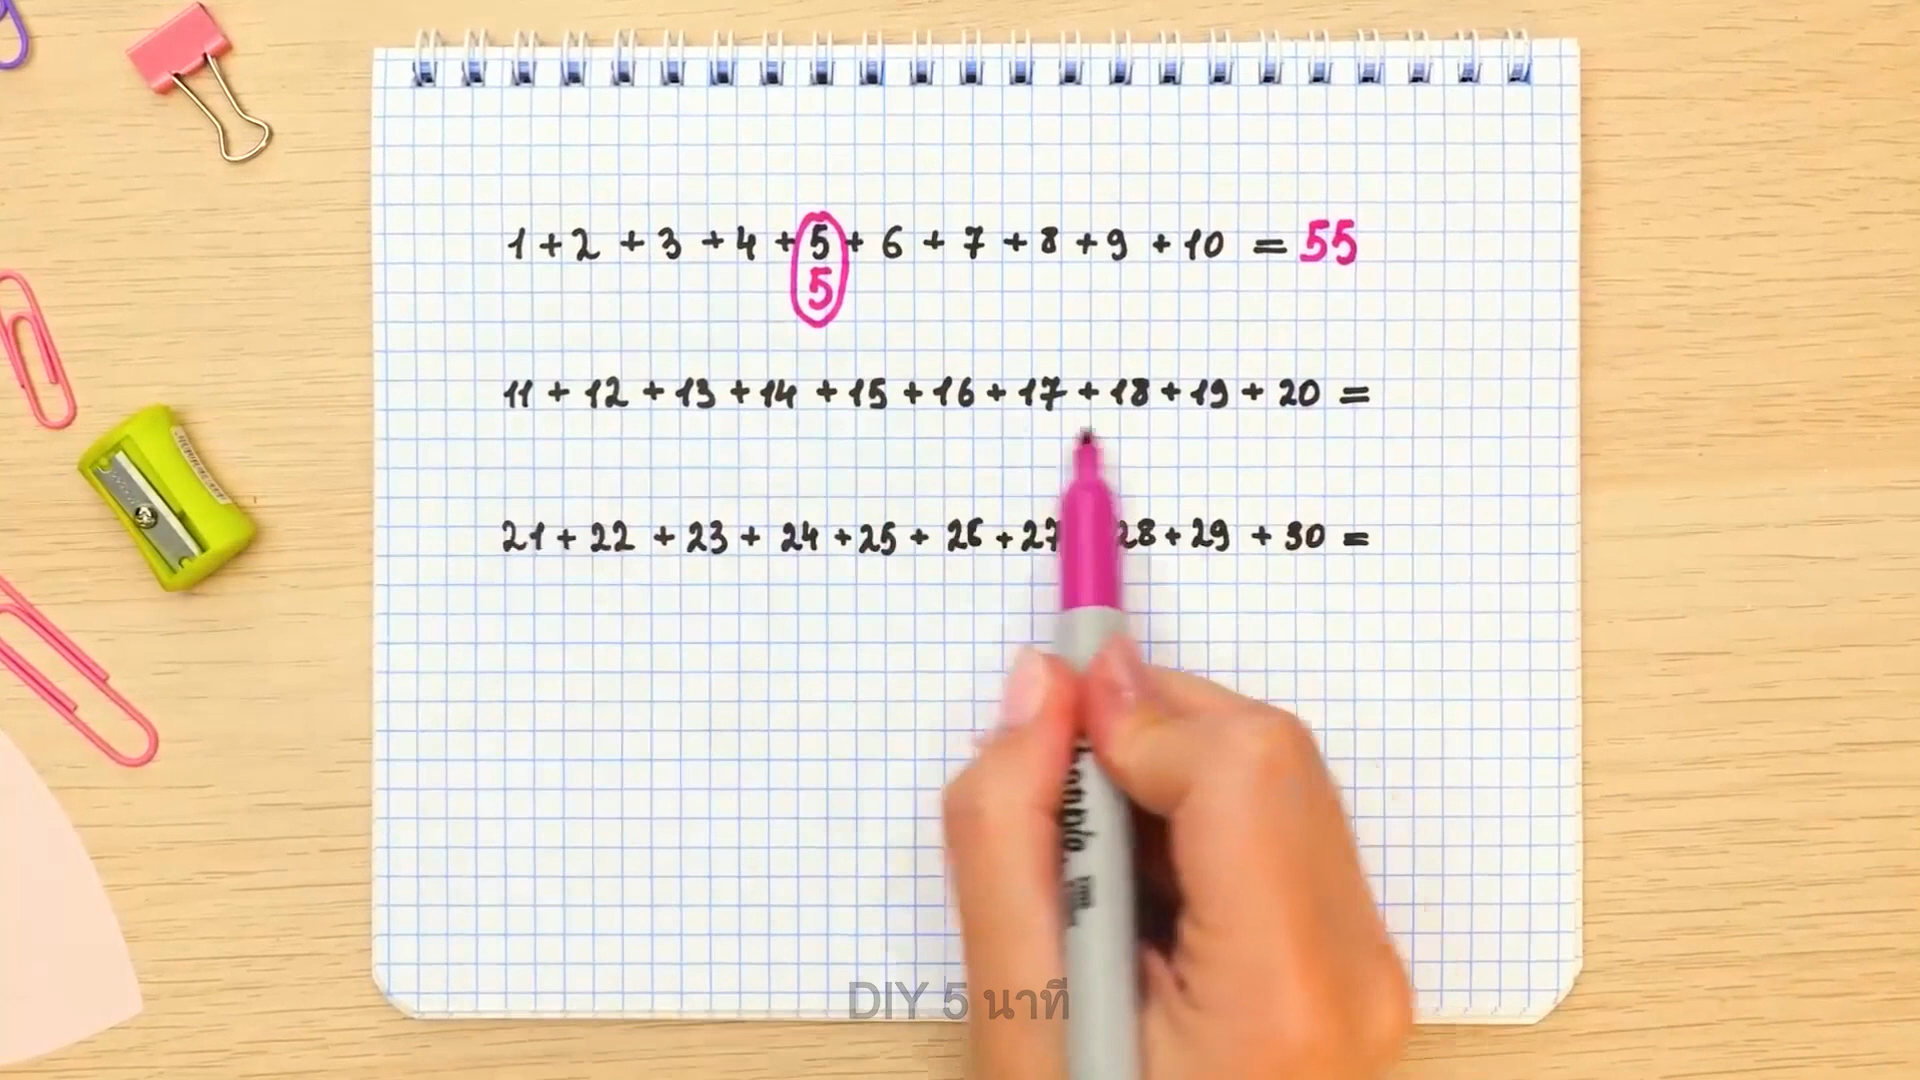 1 + 2 + 3 + 4 + 5 + 6 + 7 + 8 + 9 + 10 = 55
5
11 + 12 + 13 + 14 + 15 + 16 + 17 + 18 + 19 + 20 =
21 + 22 + 23 + 24 + 25 + 26 + 27 28 + 29 + 30 =
DIY 5 นาที